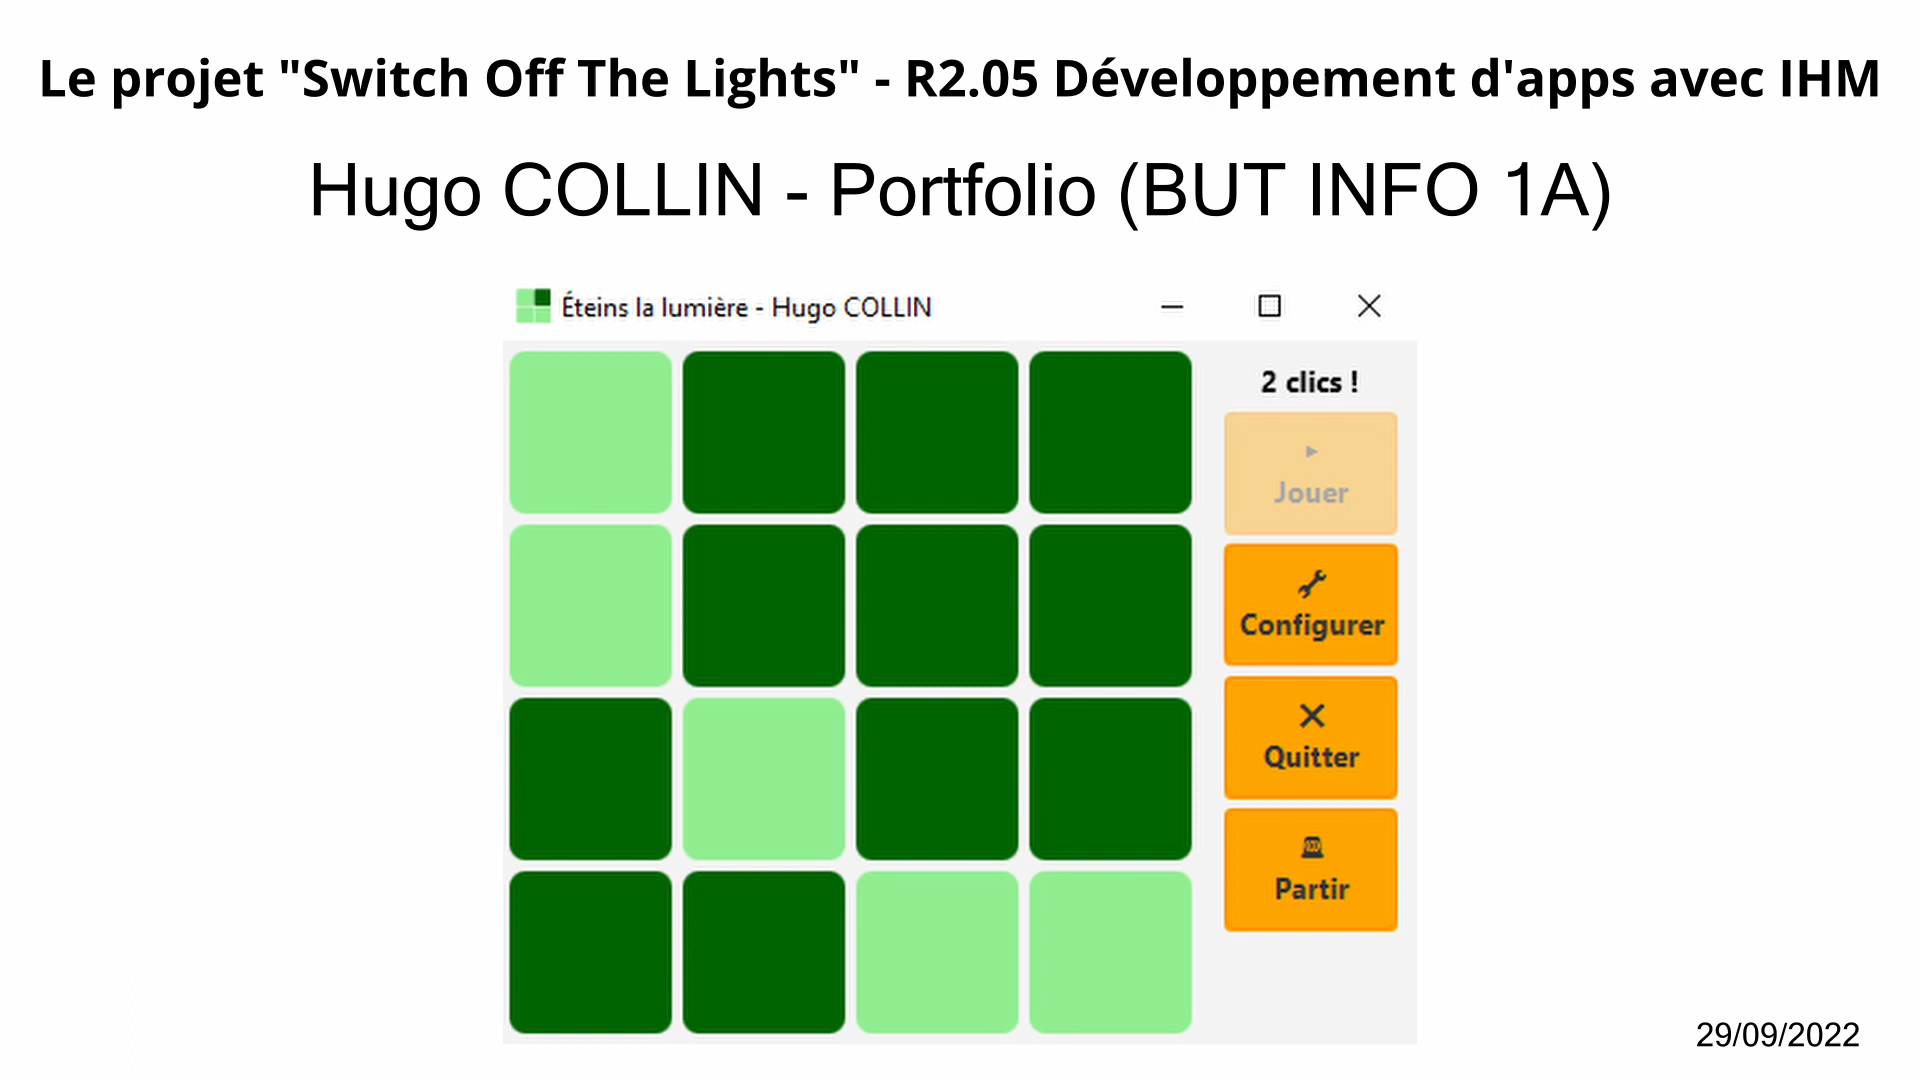 Le projet "Switch Off The Lights" - R2.05 Développement d'apps avec IHM
Hugo COLLIN - Portfolio (BUT INFO 1A)
Éteins la lumière - Hugo COLLIN
2 clics !
Jouer
Configurer
Quitter
Partir
29/09/2022